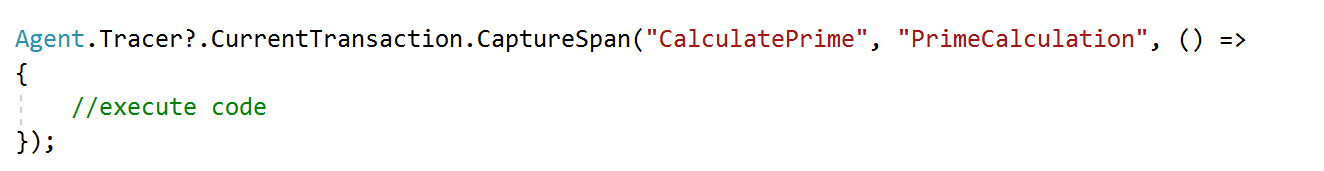 Agent.Tracer?.CurrentTransaction.CaptureSpan("CalculatePrime", "PrimeCalculation", () =>
{
    //execute code
});